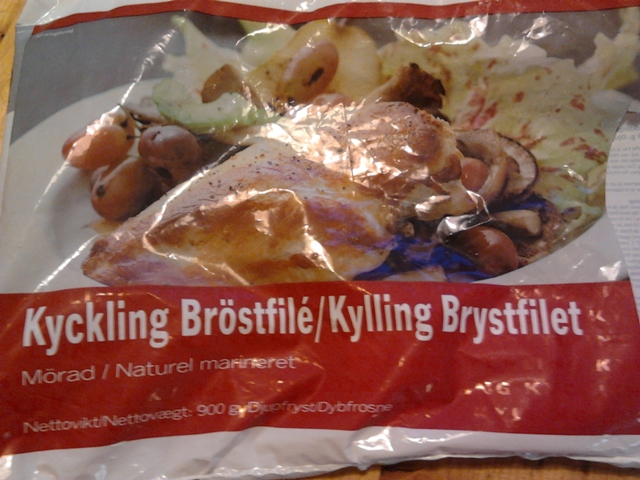 Kyckling Bröstfilé/Kylling Brystfilet
Mörad / Naturel marineret
Nettovikt/Nettovægt: 900 g. Djupfryst/Dybfrosne